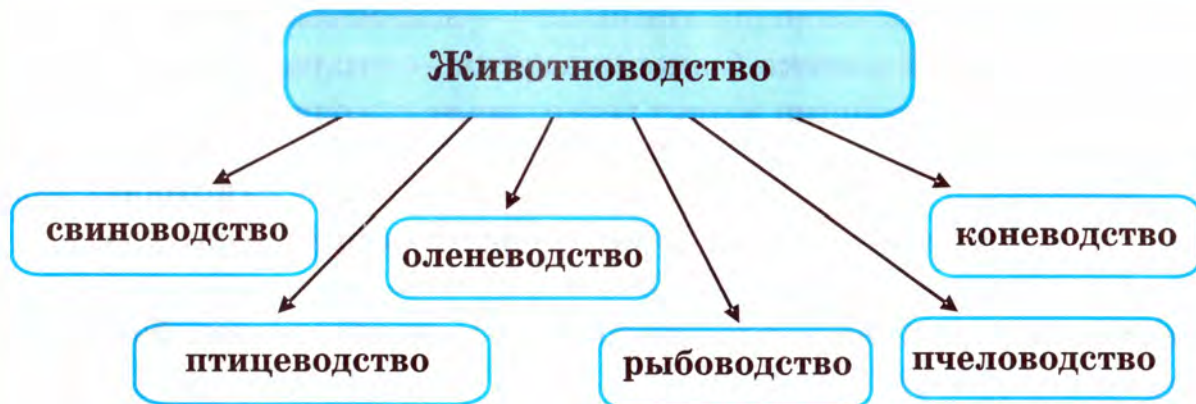 Животноводство
свиноводство
оленеводство
коневодство
птицеводство
рыбоводство
пчеловодство